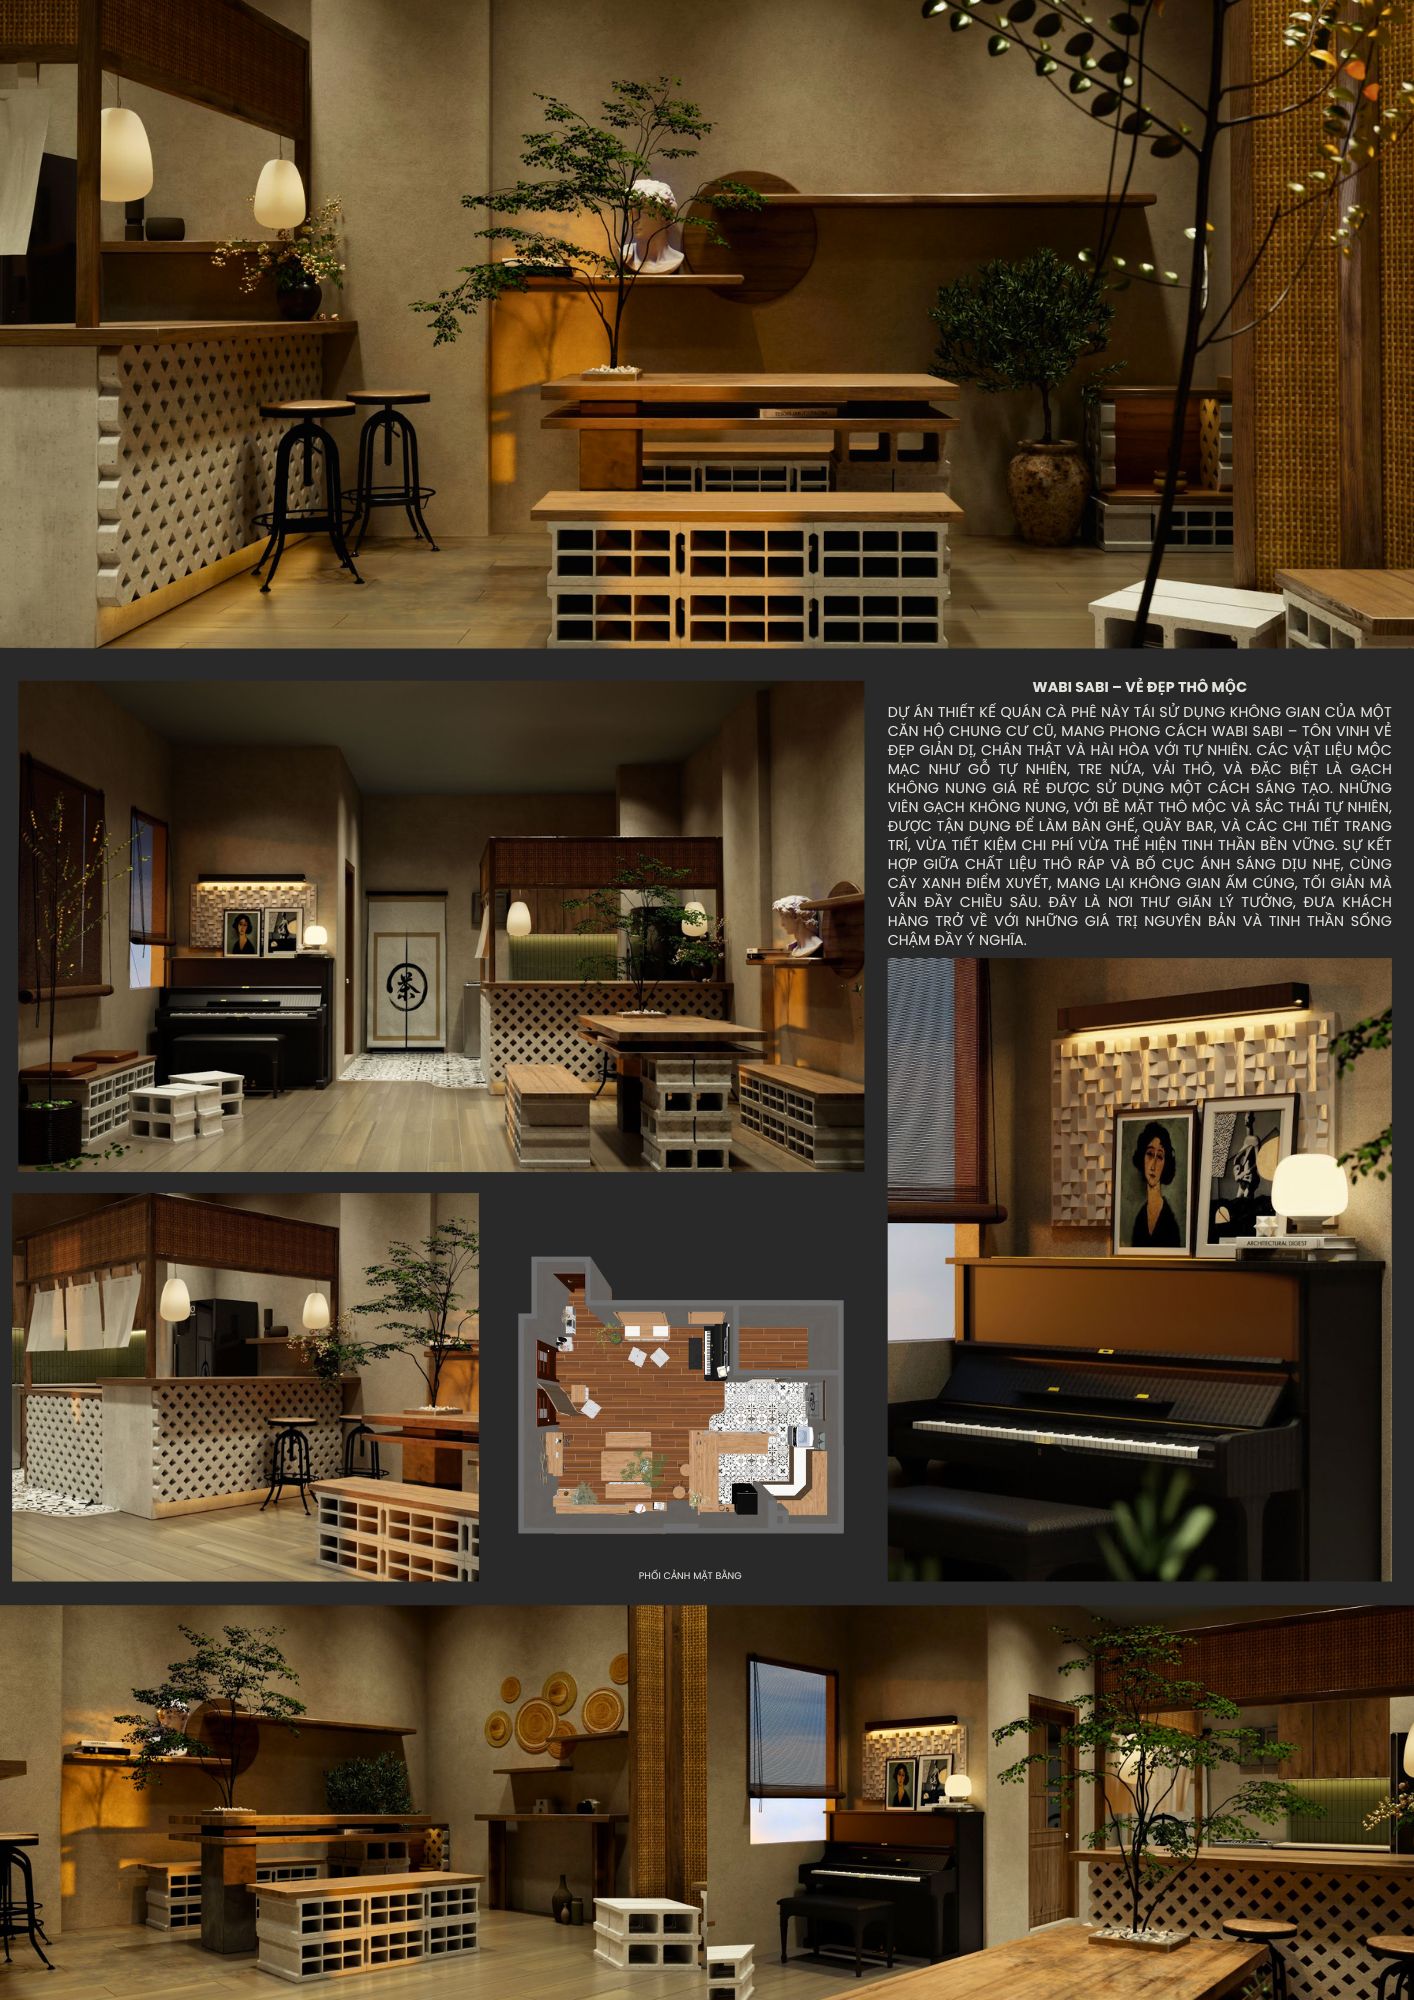 WABI SABI – VẺ ĐẸP THÔ MỘC
DỰ ÁN THIẾT KẾ QUÁN CÀ PHÊ NÀY TÁI SỬ DỤNG KHÔNG GIAN CỦA MỘT
CĂN HỘ CHUNG CƯ CŨ, MANG PHONG CÁCH WABI SABI – TÔN VINH VẺ
ĐẸP GIẢN DỊ, CHÂN THẬT VÀ HÀI HÒA VỚI TỰ NHIÊN. CÁC VẬT LIỆU MỘC
MẠC NHƯ GỖ TỰ NHIÊN, TRE NỨA, VẢI THÔ, VÀ ĐẶC BIỆT LÀ GẠCH
KHÔNG NUNG GIÁ RẺ ĐƯỢC SỬ DỤNG MỘT CÁCH SÁNG TẠO. NHỮNG
VIÊN GẠCH KHÔNG NUNG, VỚI BỀ MẶT THÔ MỘC VÀ SẮC THÁI TỰ NHIÊN,
ĐƯỢC TẬN DỤNG ĐỂ LÀM BÀN GHẾ, QUẦY BAR, VÀ CÁC CHI TIẾT TRANG
TRÍ, VỪA TIẾT KIỆM CHI PHÍ VỪA THỂ HIỆN TINH THẦN BỀN VỮNG. SỰ KẾT
HỢP GIỮA CHẤT LIỆU THÔ RÁP VÀ BỐ CỤC ÁNH SÁNG DỊU NHẸ, CÙNG
CÂY XANH ĐIỂM XUYẾT, MANG LẠI KHÔNG GIAN ẤM CÚNG, TỐI GIẢN MÀ
VẪN ĐẦY CHIỀU SÂU. ĐÂY LÀ NƠI THƯ GIÃN LÝ TƯỞNG, ĐƯA KHÁCH
HÀNG TRỞ VỀ VỚI NHỮNG GIÁ TRỊ NGUYÊN BẢN VÀ TINH THẦN SỐNG
CHẬM ĐẦY Ý NGHĨA.
茶
ARCHITECTURAL DIGEST
PHỐI CẢNH MẶT BẰNG